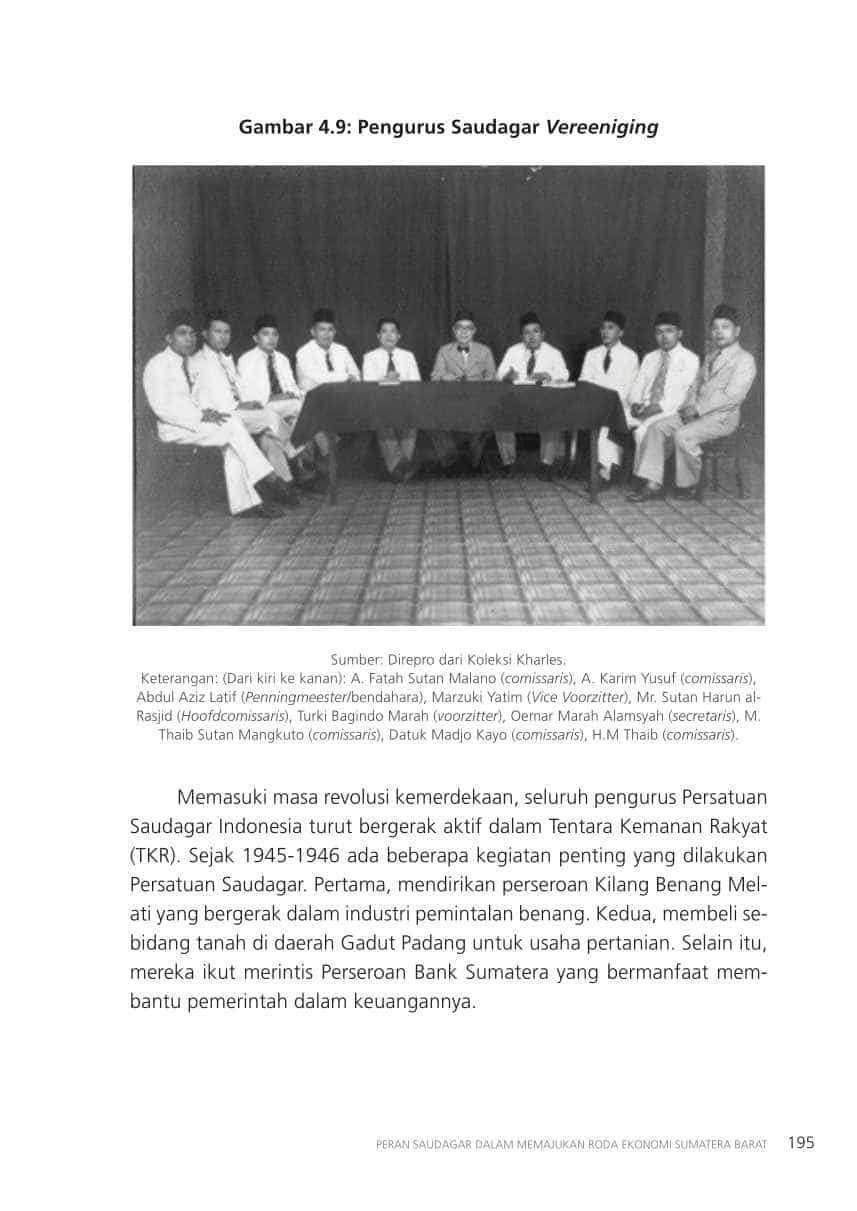 Gambar 4.9: Pengurus Saudagar Vereeniging
Sumber: Direpro dari Koleksi Kharles.
Keterangan: (Dari kiri ke kanan): A. Fatah Sutan Malano (comissaris), A. Karim Yusuf (comissaris),
Abdul Aziz Latif (Penningmeester/bendahara), Marzuki Yatim (Vice Voorzitter), Mr. Sutan Harun al-
Rasjid (Hoofdcomissaris), Turki Bagindo Marah (voorzitter), Oemar Marah Alamsyah (secretaris), M.
Thaib Sutan Mangkuto (comissaris), Datuk Madjo Kayo (comissaris), H.M Thaib (comissaris).
Memasuki masa revolusi kemerdekaan, seluruh pengurus Persatuan
Saudagar Indonesia turut bergerak aktif dalam Tentara Kemanan Rakyat
(TKR). Sejak 1945-1946 ada beberapa kegiatan penting yang dilakukan
Persatuan Saudagar. Pertama, mendirikan perseroan Kilang Benang Mel-
ati yang bergerak dalam industri pemintalan benang. Kedua, membeli se-
bidang tanah di daerah Gadut Padang untuk usaha pertanian. Selain itu,
mereka ikut merintis Perseroan Bank Sumatera yang bermanfaat mem-
bantu pemerintah dalam keuangannya.
PERAN SAUDAGAR DALAM MEMAJUKAN RODA EKONOMI SUMATERA BARAT 195